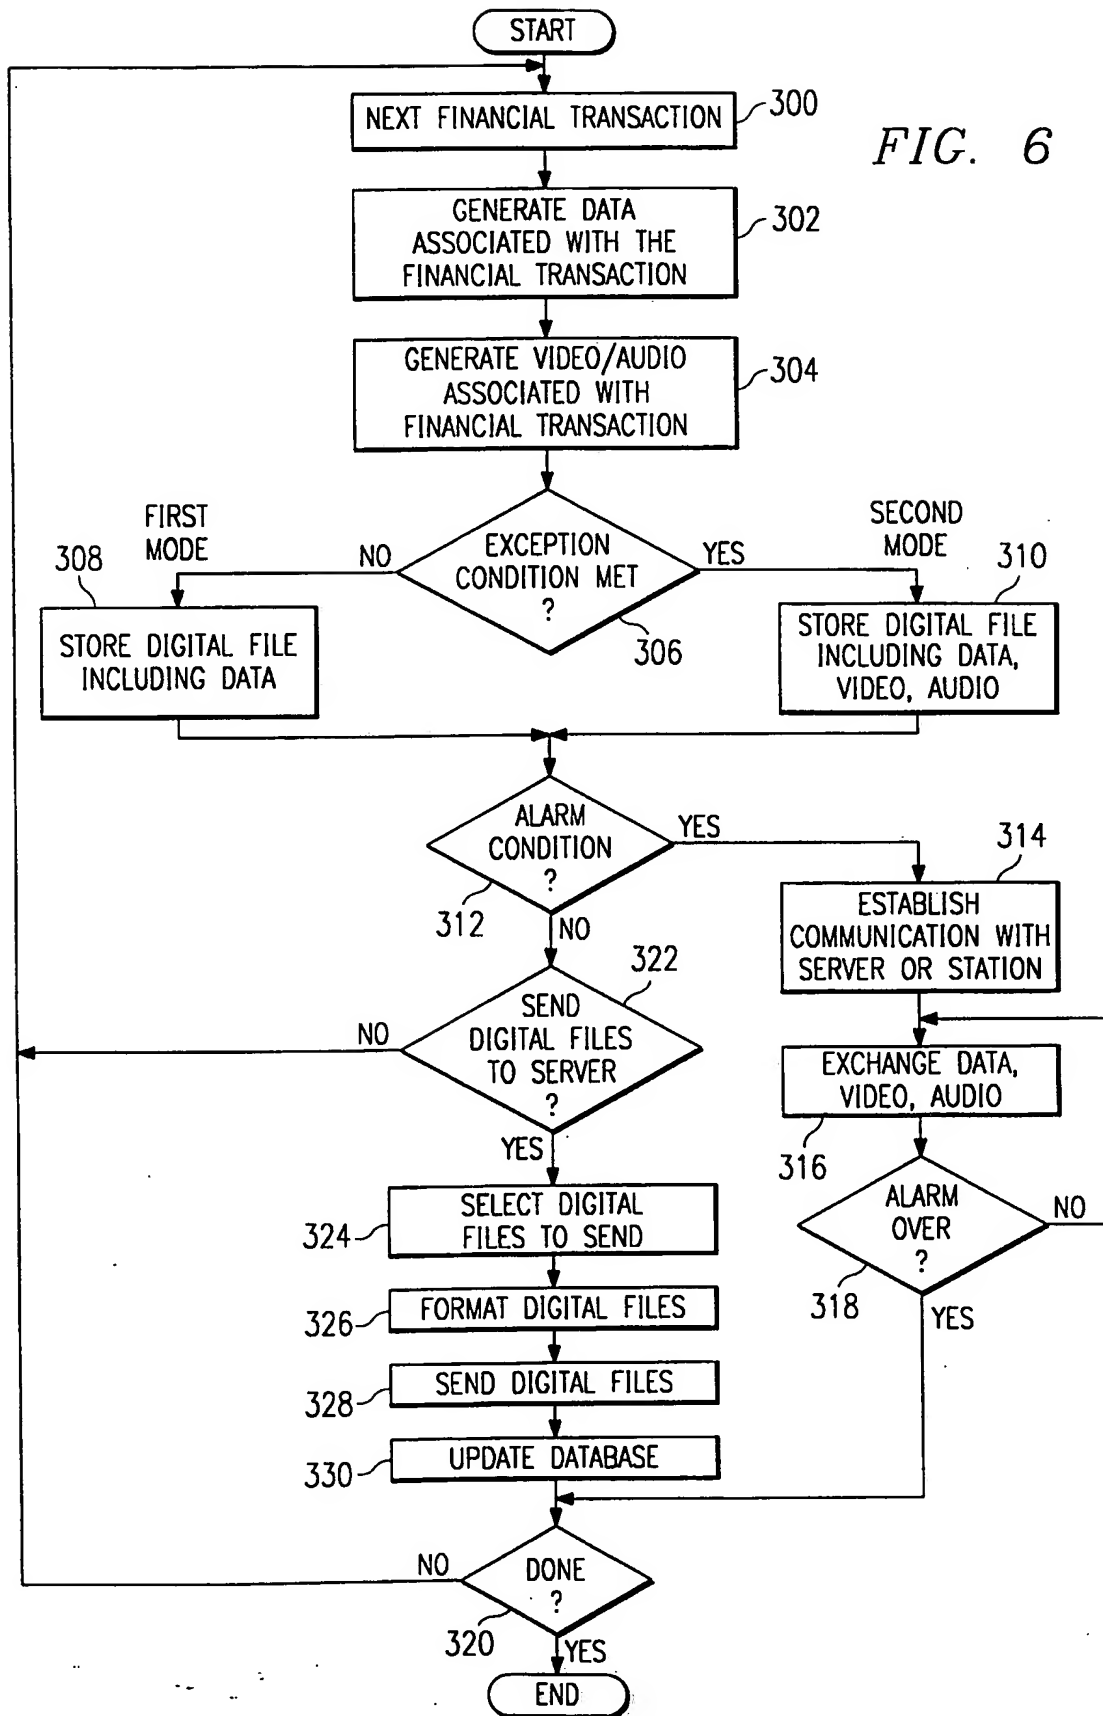 START
NEXT FINANCIAL TRANSACTION
300
FIG. 6
GENERATE DATA
ASSOCIATED WITH THE
FINANCIAL TRANSACTION
302
GENERATE VIDEO/AUDIO
ASSOCIATED WITH
FINANCIAL TRANSACTION
304
FIRST
MODE
NO
EXCEPTION
CONDITION MET
?
YES
SECOND
MODE
306
308
STORE DIGITAL FILE
INCLUDING DATA
310
STORE DIGITAL FILE
INCLUDING DATA,
VIDEO, AUDIO
ALARM
CONDITION
?
YES
312
NO
314
ESTABLISH
COMMUNICATION WITH
SERVER OR STATION
322
SEND
DIGITAL FILES
TO SERVER
?
NO
YES
EXCHANGE DATA,
VIDEO, AUDIO
316
ALARM
OVER
?
NO
318
YES
SELECT DIGITAL
FILES TO SEND
324
FORMAT DIGITAL FILES
326
SEND DIGITAL FILES
328
UPDATE DATABASE
330
NO
DONE
?
320
YES
END